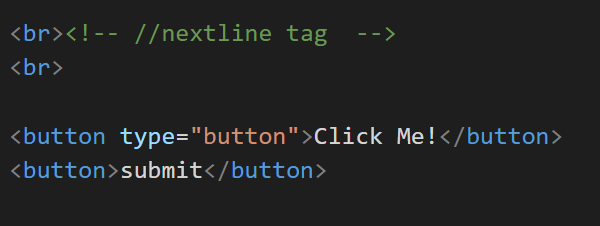 <br><!-- //nextline tag  -->
<br>
<button type="button">Click Me!</button>
<button>submit</button>